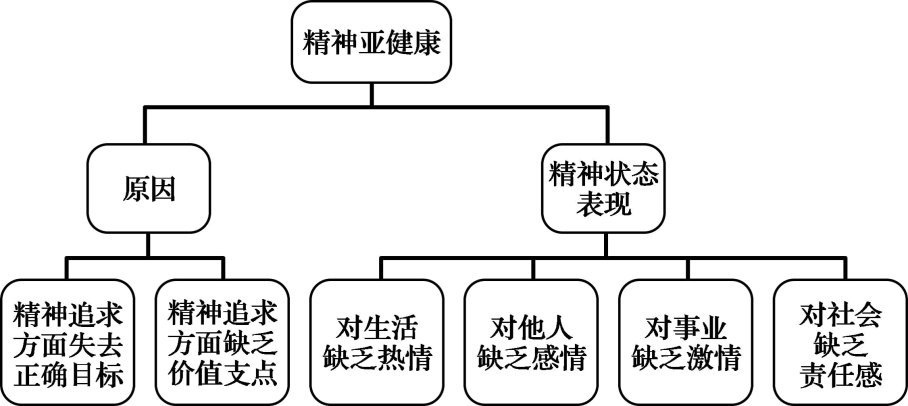 精神亚健康
原因
精神状态
表现
精神追求
方面失去
正确目标
精神追求
方面缺乏
价值支点
对生活
缺乏热情
对他人
缺乏感情
对事业
缺乏激情
对社会
缺乏
责任感